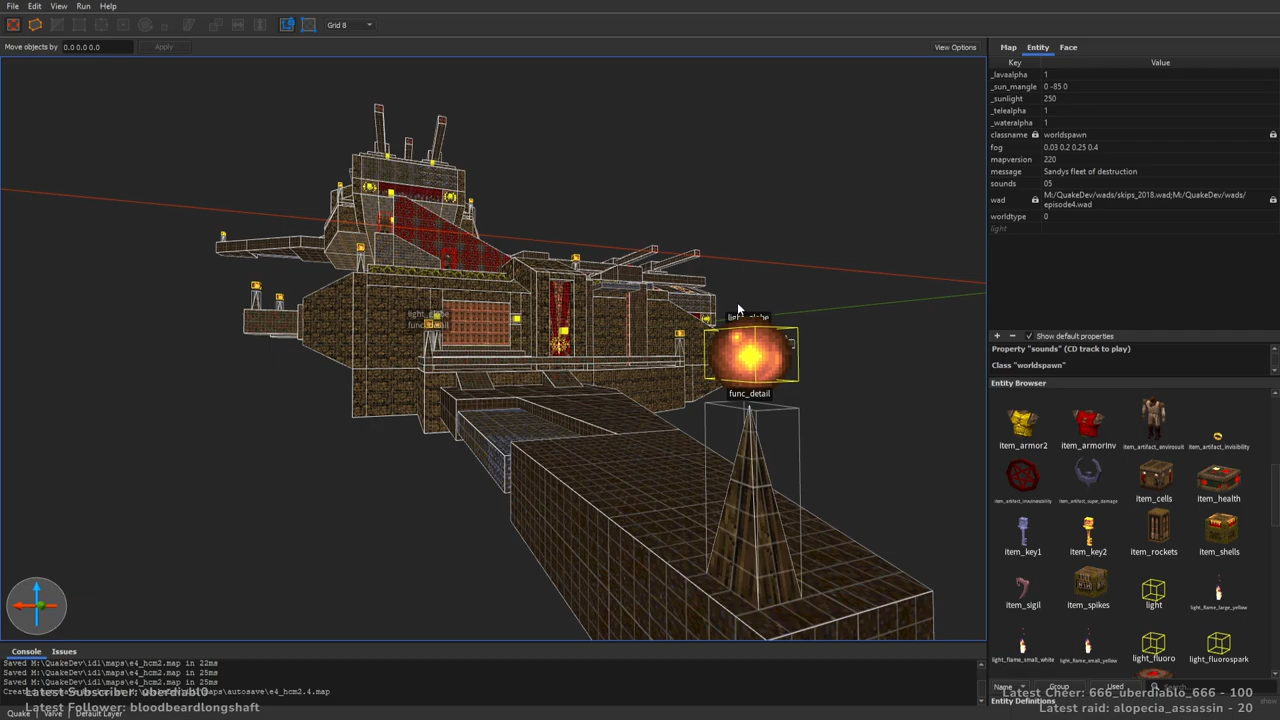 File Edit View Run Help
Grid 8
Move objects by 0.0 0.0 0.0 Apply View Options
Map Entity Face
Key Value
_lavaalpha 1
_sun_mangle 0 -85 0
_sunlight 250
_telealpha 1
_wateralpha 1
classname worldspawn
fog 0.03 0.2 0.25 0.4
mapversion 220
message Sandys fleet of destruction
sounds 05
wad M:/QuakeDev/wads/skips_2018.wad;M:/QuakeDev/wads/
episode4.wad
worldtype 0
light
light_globe
func_detail
light_globe
func_detail
Show default properties
Property "sounds" (CD track to play)
Class "worldspawn"
Entity Browser
item_armor2 item_armorInv item_artifact_envirosuit item_artifact_invisibility
item_artifact_invulnerability item_artifact_super_damage item_cells item_health
item_key1 item_key2 item_rockets item_shells
item_sigil item_spikes light light_flame_large_yellow
light_flame_small_white light_flame_small_yellow light_fluoro light_fluorospark
Name Group Used Search...
Entity Definitions
Console Issues
Saved M:\QuakeDev\id1\maps\e4_hcm2.map in 22ms
Saved M:\QuakeDev\id1\maps\e4_hcm2.map in 25ms
Saved M:\QuakeDev\id1\maps\e4_hcm2.map in 25ms
maps\autosave\e4_hcm2.4.map
Latest Subscriber: uberdiablo
Latest Follower: bloodbeardlongshaft
Latest Cheer: 666_uberdiablo_666 - 100
Latest raid: alopecia_assassin - 20
Quake Valve Default Layer